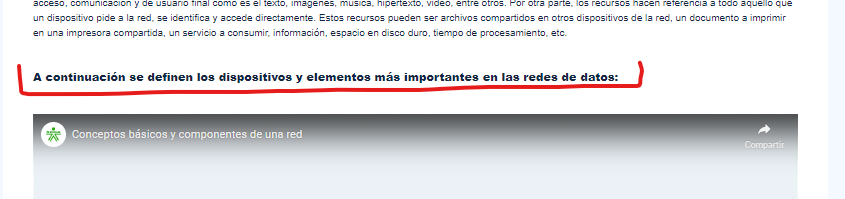 acceso, comunicación y de usuario final como es el texto, imágenes, música, hipertexto, video, entre otros. Por otra parte, los recursos hacen referencia a todo aquello que
un dispositivo pide a la red, se identifica y accede directamente. Estos recursos pueden ser archivos compartidos en otros dispositivos de la red, un documento a imprimir
en una impresora compartida, un servicio a consumir, información, espacio en disco duro, tiempo de procesamiento, etc.
A continuación se definen los dispositivos y elementos más importantes en las redes de datos:
Conceptos básicos y componentes de una red
Compartir